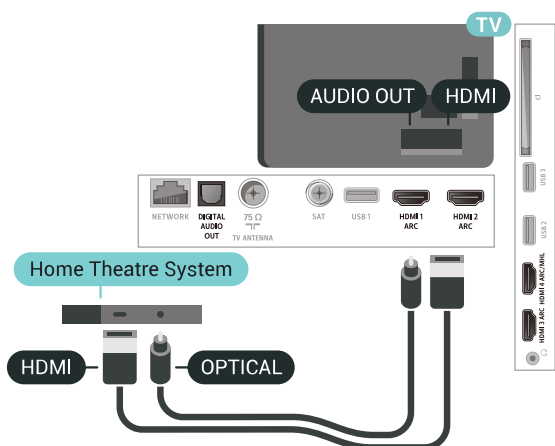 TV
AUDIO OUT
HDMI
NETWORK
DIGITAL
AUDIO
OUT
75 Ω
TV ANTENNA
SAT
USB 1
HDMI 1
ARC
HDMI 2
ARC
CI
USB 3
USB 2
HDMI 4 ARC/MHL
HDMI 3 ARC
Home Theatre System
HDMI
OPTICAL